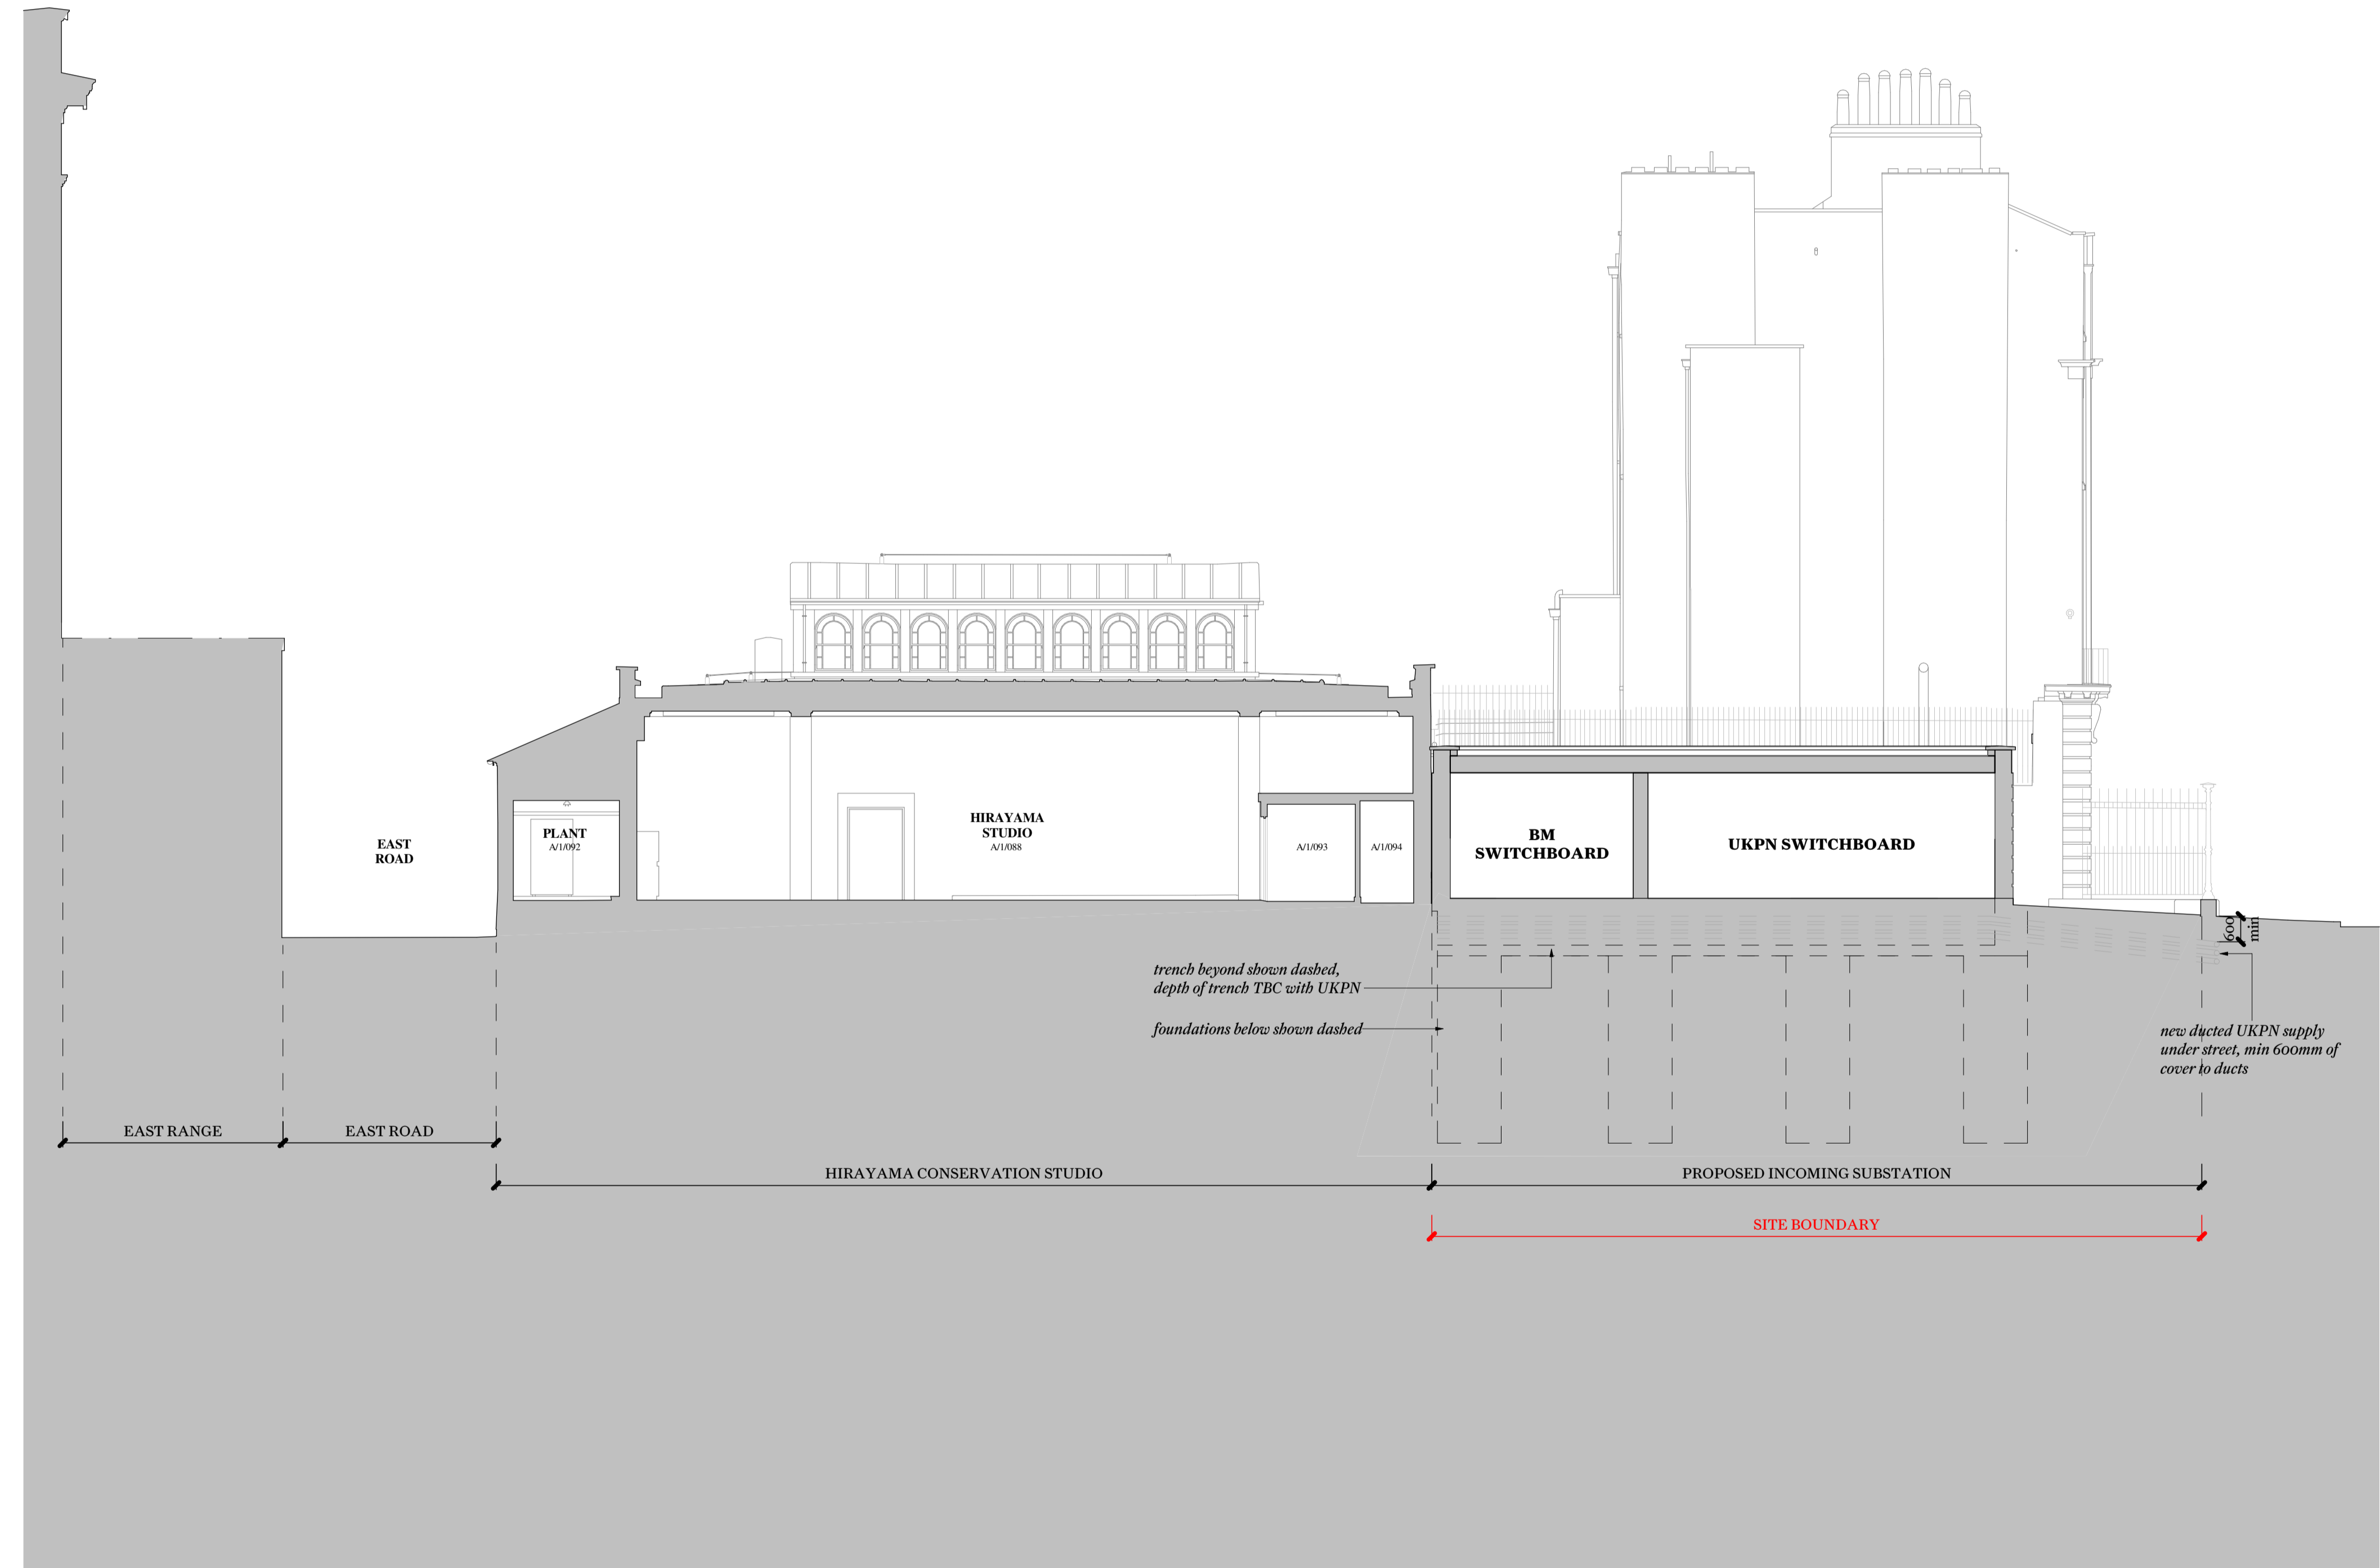 EAST
ROAD
PLANT
A/1/092
HIRAYAMA
STUDIO
A/1/088
A/1/093
A/1/094
BM
SWITCHBOARD
UKPN SWITCHBOARD
600
min
trench beyond shown dashed,
depth of trench TBC with UKPN
foundations below shown dashed
new ducted UKPN supply
under street, min 600mm of
cover to ducts
EAST RANGE
EAST ROAD
HIRAYAMA CONSERVATION STUDIO
PROPOSED INCOMING SUBSTATION
SITE BOUNDARY